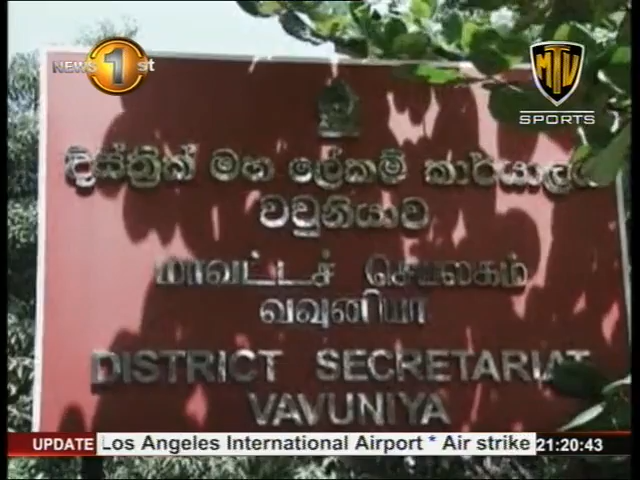 NEWS 1st
MTV
SPORTS
දිස්ත්‍රික් මහ ලේකම් කාර්යාලය
වවුනියාව
மாவட்டச் செயலகம்
வவுனியா
DISTRICT SECRETARIAT
VAVUNIYA
UPDATE Los Angeles International Airport * Air strike 21:20:43